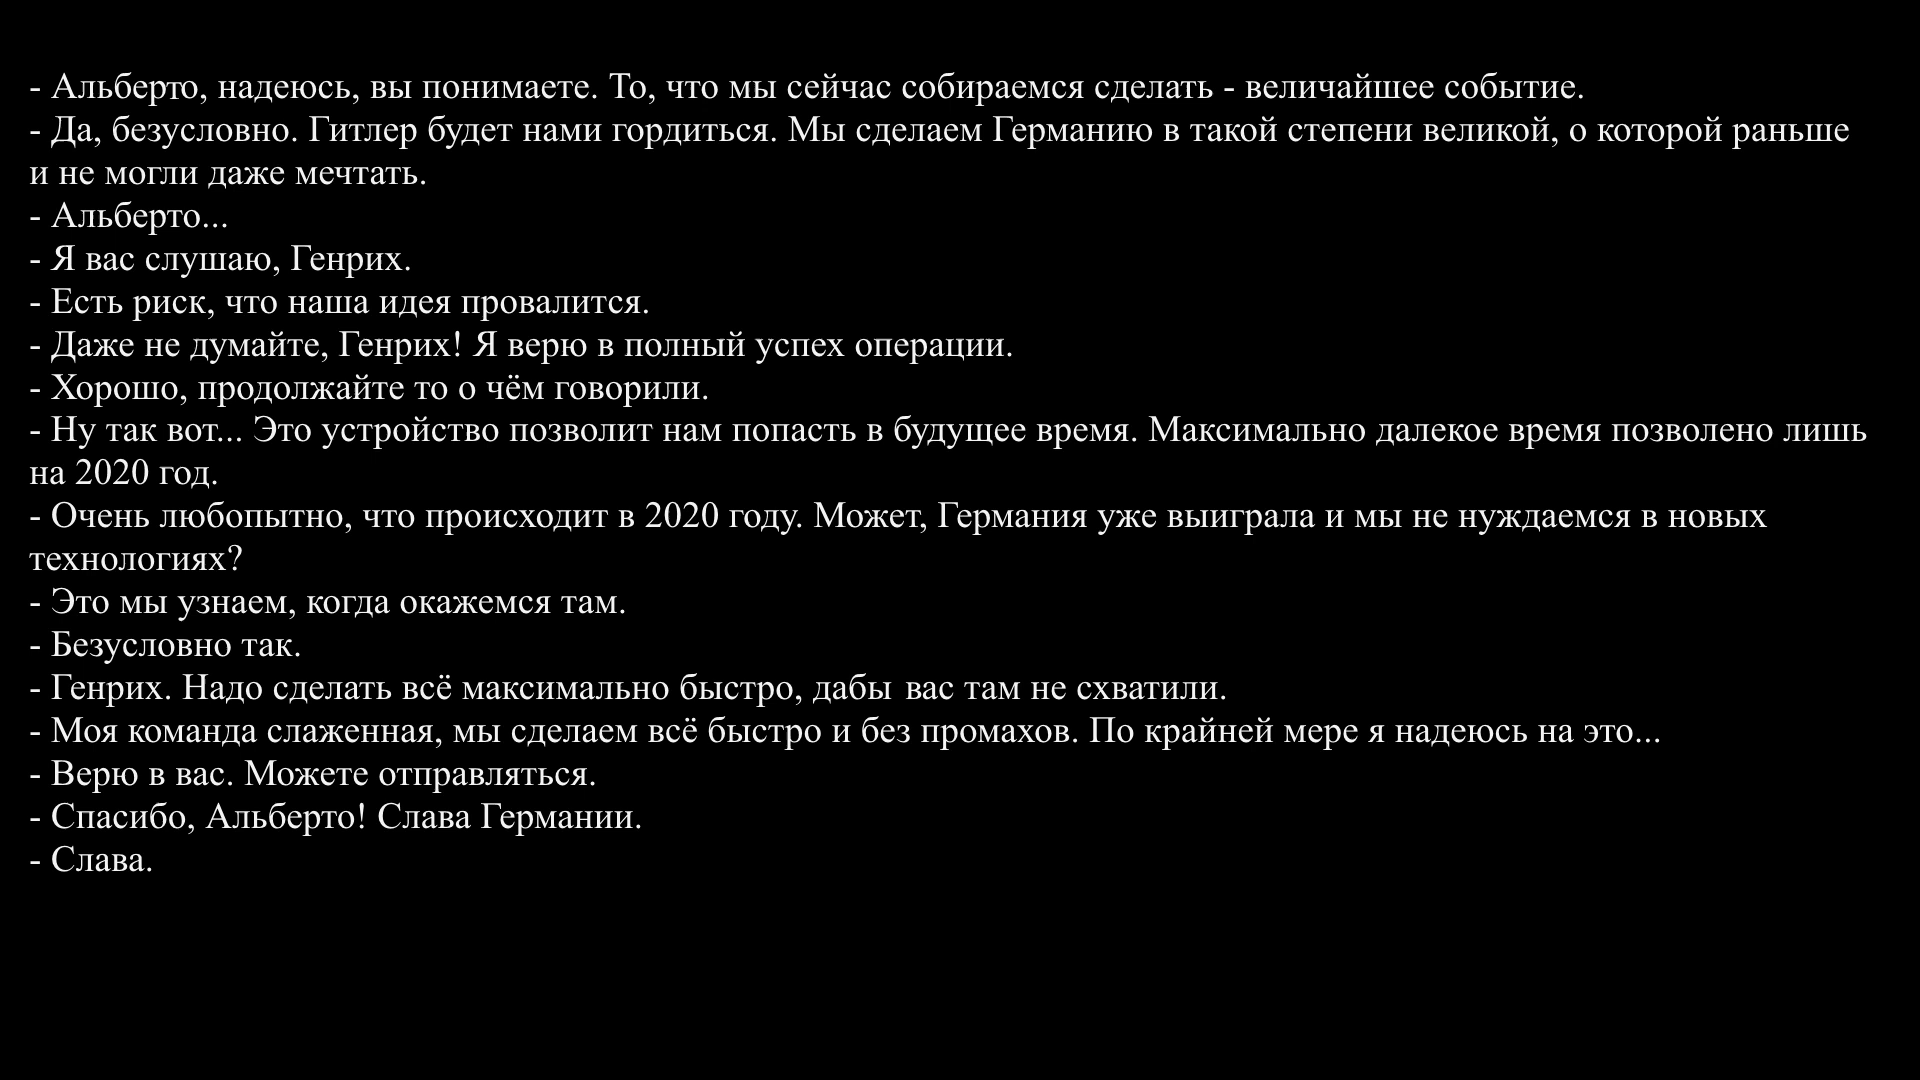 - Альберто, надеюсь, вы понимаете. То, что мы сейчас собираемся сделать - величайшее событие.
- Да, безусловно. Гитлер будет нами гордиться. Мы сделаем Германию в такой степени великой, о которой раньше
и не могли даже мечтать.
- Альберто...
- Я вас слушаю, Генрих.
- Есть риск, что наша идея провалится.
- Даже не думайте, Генрих! Я верю в полный успех операции.
- Хорошо, продолжайте то о чём говорили.
- Ну так вот... Это устройство позволит нам попасть в будущее время. Максимально далекое время позволено лишь
на 2020 год.
- Очень любопытно, что происходит в 2020 году. Может, Германия уже выиграла и мы не нуждаемся в новых
технологиях?
- Это мы узнаем, когда окажемся там.
- Безусловно так.
- Генрих. Надо сделать всё максимально быстро, дабы вас там не схватили.
- Моя команда слаженная, мы сделаем всё быстро и без промахов. По крайней мере я надеюсь на это...
- Верю в вас. Можете отправляться.
- Спасибо, Альберто! Слава Германии.
- Слава.